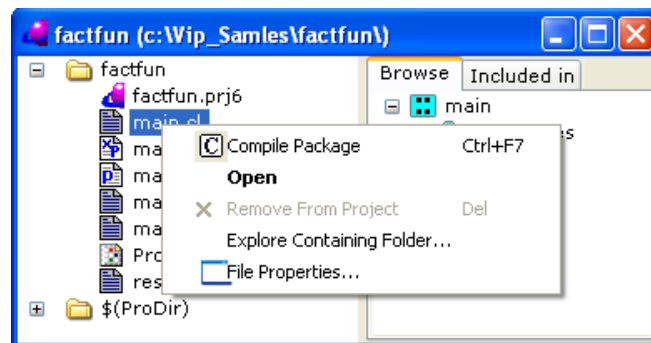 factfun (c:\Vip_Samles\factfun\)
factfun
factfun.prj6
main.cl
ma
ma
ma
ma
Pro
res
$(ProDir)
Browse
Included in
main
s
C
Compile Package
Ctrl+F7
Open
Remove From Project
Del
Explore Containing Folder...
File Properties...